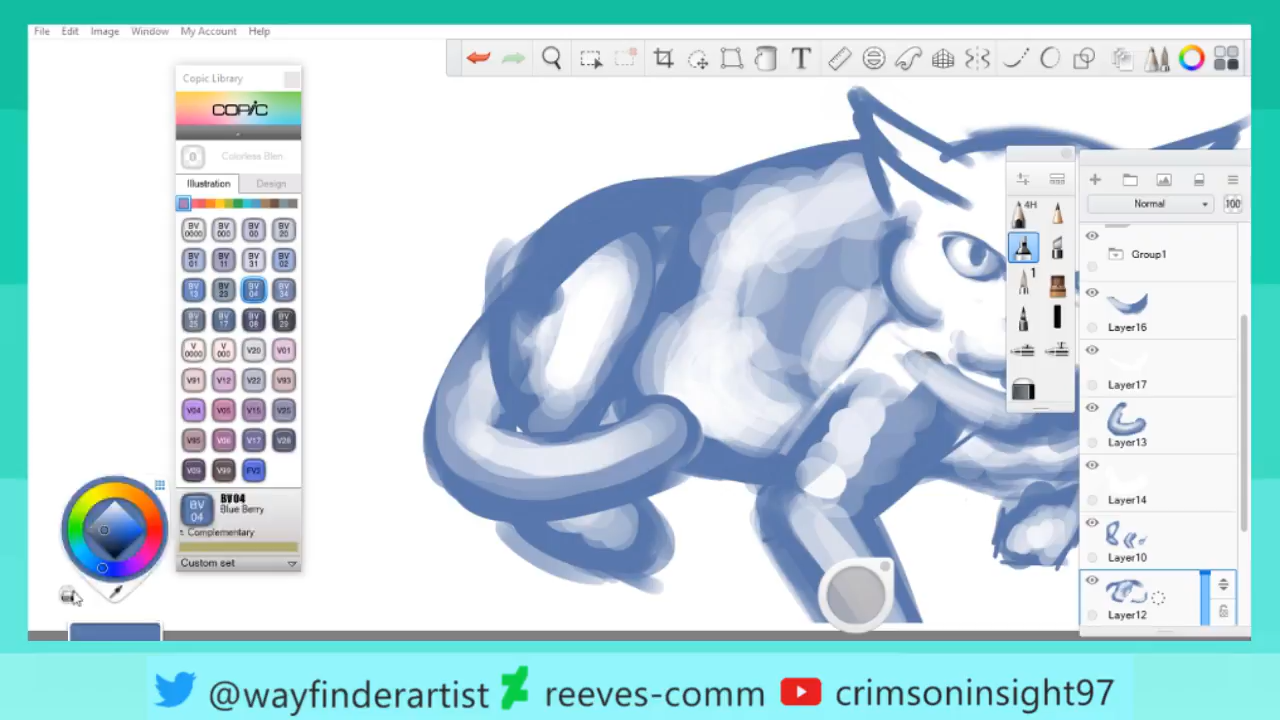 File Edit Image Window My Account Help
Copic Library
COPIC
0 Colorless Blen
Illustration Design
BV 0000 BV 000 BV 00 BV 20
BV 01 BV 11 BV 31 BV 02
BV 13 BV 23 BV 04 BV 34
BV 25 BV 17 BV 08 BV 29
V 0000 V 000 V20 V01
V91 V12 V22 V93
V04 V05 V15 V25
V95 V06 V17 V28
V09 V99 FV2
BV 04
BV04
Blue Berry
Complementary
Custom set
T
4H
1
Normal 100
Group1
Layer16
Layer17
Layer13
Layer14
Layer10
Layer12
@wayfinderartist reeves-comm crimsoninsight97